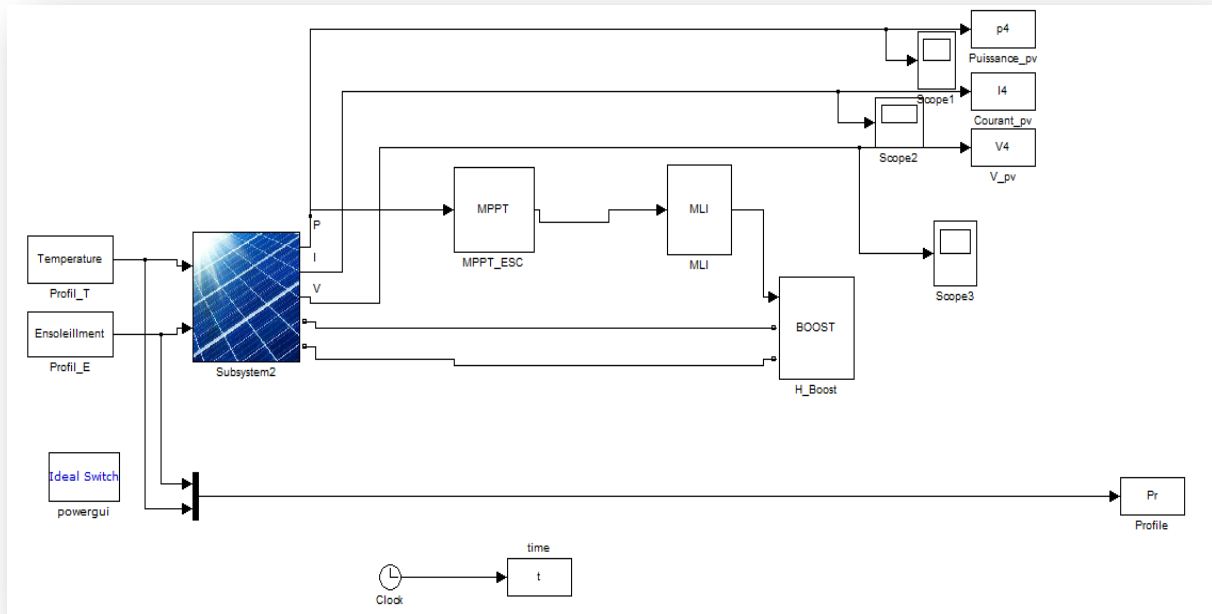 p4
Puissance_pv
Scope1
I4
Courant_pv
Scope2
V4
V_pv
MPPT
MPPT_ESC
MLI
MLI
P
I
V
Temperature
Profil_T
Scope3
Ensoleillment
Profil_E
BOOST
H_Boost
Subsystem2
Ideal Switch
powergui
Pr
Profile
time
t
Clock